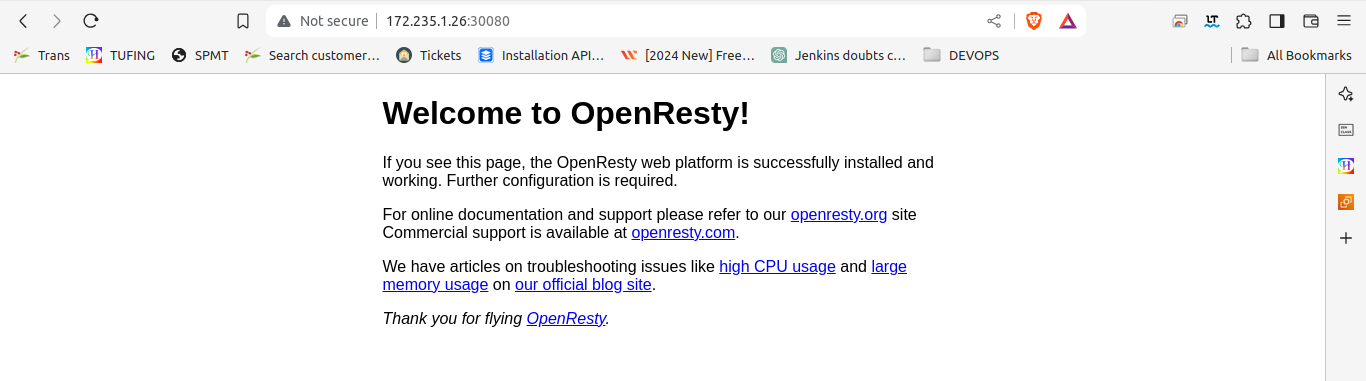 Not secure 172.235.1.26:30080
LT
Trans TUFING SPMT Search customer... Tickets Installation API... [2024 New] Free... Jenkins doubts c... DEVOPS All Bookmarks
Welcome to OpenResty!
If you see this page, the OpenResty web platform is successfully installed and
working. Further configuration is required.
For online documentation and support please refer to our openresty.org site
Commercial support is available at openresty.com.
We have articles on troubleshooting issues like high CPU usage and large
memory usage on our official blog site.
Thank you for flying OpenResty.